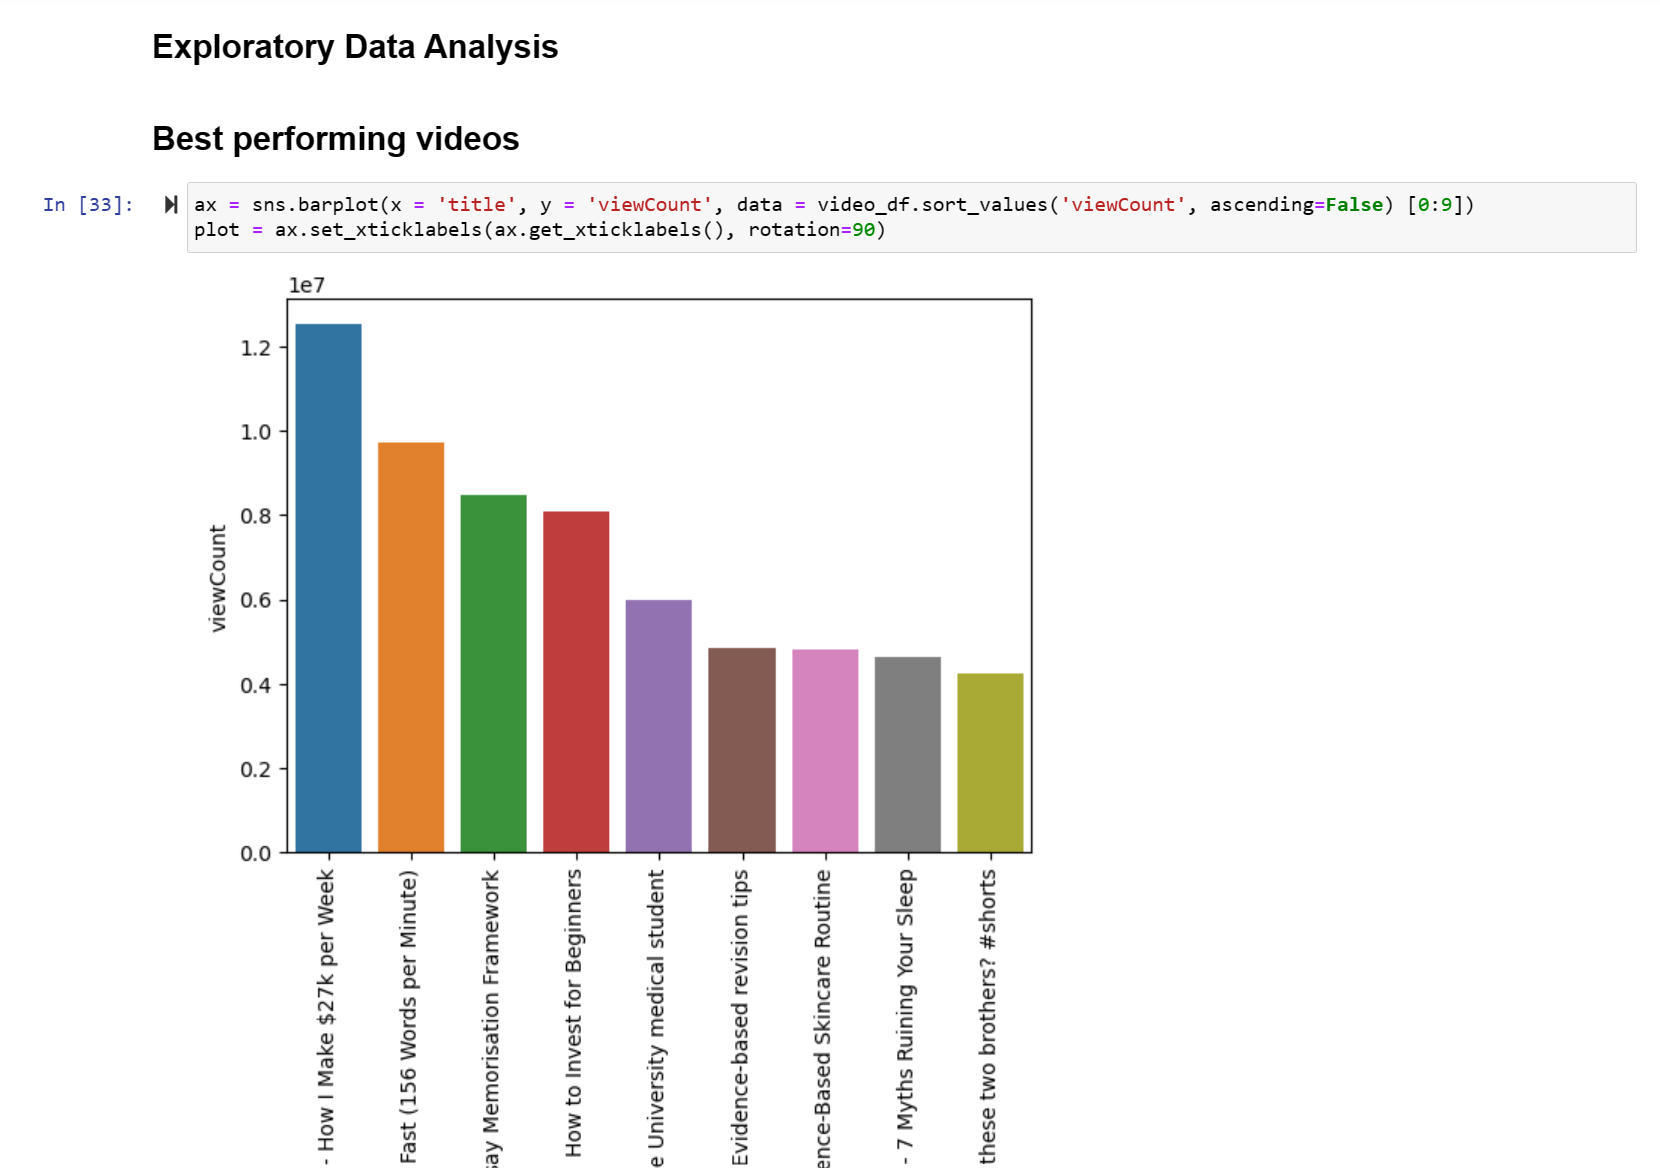 Exploratory Data Analysis
Best performing videos
In [33]:
ax = sns.barplot(x = 'title', y = 'viewCount', data = video_df.sort_values('viewCount', ascending=False) [0:9])
plot = ax.set_xticklabels(ax.get_xticklabels(), rotation=90)
1e7
1.2
1.0
0.8
0.6
0.4
0.2
0.0
viewCount
- How I Make $27k per Week
Fast (156 Words per Minute)
say Memorisation Framework
How to Invest for Beginners
e University medical student
Evidence-based revision tips
ence-Based Skincare Routine
- 7 Myths Ruining Your Sleep
these two brothers? #shorts